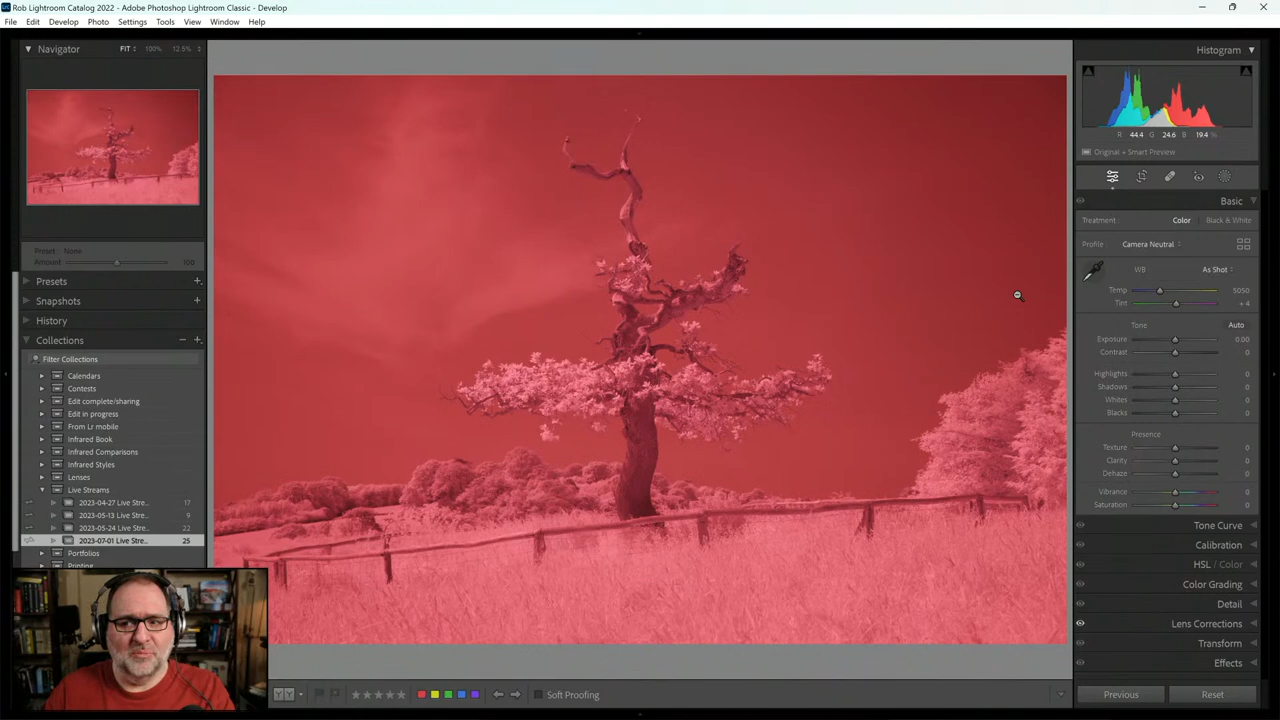 Rob Lightroom Catalog 2022 - Adobe Photoshop Lightroom Classic - Develop
File Edit Develop Photo Settings Tools View Window Help
Navigator FIT 100% 12.5%
Preset: None
Amount 100
Presets
Snapshots
History
Collections
Filter Collections
Calendars
Contests
Edit complete/sharing
Edit in progress
From Lr mobile
Infrared Book
Infrared Comparisons
Infrared Styles
Lenses
Live Streams
2023-04-27 Live Stre... 17
2023-05-13 Live Stre... 9
2023-05-24 Live Stre... 22
2023-07-01 Live Stre... 25
Portfolios
Printing
Soft Proofing
Histogram
R 44.4 G 24.6 B 19.4 %
Original + Smart Preview
Basic
Treatment: Color Black & White
Profile Camera Neutral
WB As Shot
Temp 5050
Tint + 4
Tone Auto
Exposure 0.00
Contrast 0
Highlights 0
Shadows 0
Whites 0
Blacks 0
Presence
Texture 0
Clarity 0
Dehaze 0
Vibrance 0
Saturation 0
Tone Curve
Calibration
HSL / Color
Color Grading
Detail
Lens Corrections
Transform
Effects
Previous Reset